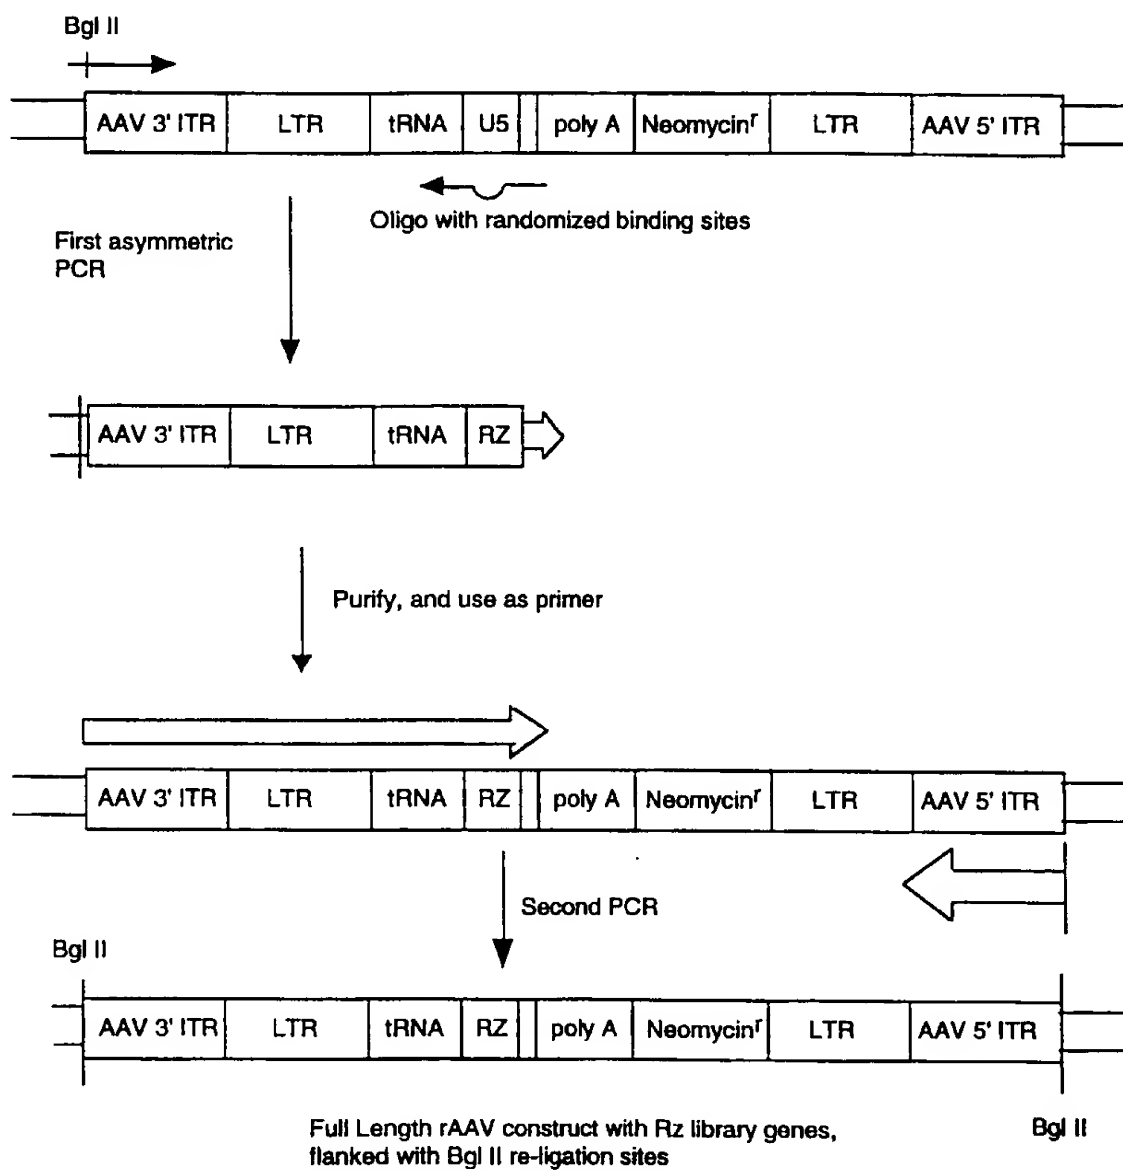 Bgl II
AAV 3' ITR LTR tRNA U5 poly A Neomycinr LTR AAV 5' ITR
Oligo with randomized binding sites
First asymmetric
PCR
AAV 3' ITR LTR tRNA RZ
Purify, and use as primer
AAV 3' ITR LTR tRNA RZ poly A Neomycinr LTR AAV 5' ITR
Second PCR
Bgl II
AAV 3' ITR LTR tRNA RZ poly A Neomycinr LTR AAV 5' ITR
Full Length rAAV construct with Rz library genes,
flanked with Bgl II re-ligation sites
Bgl II